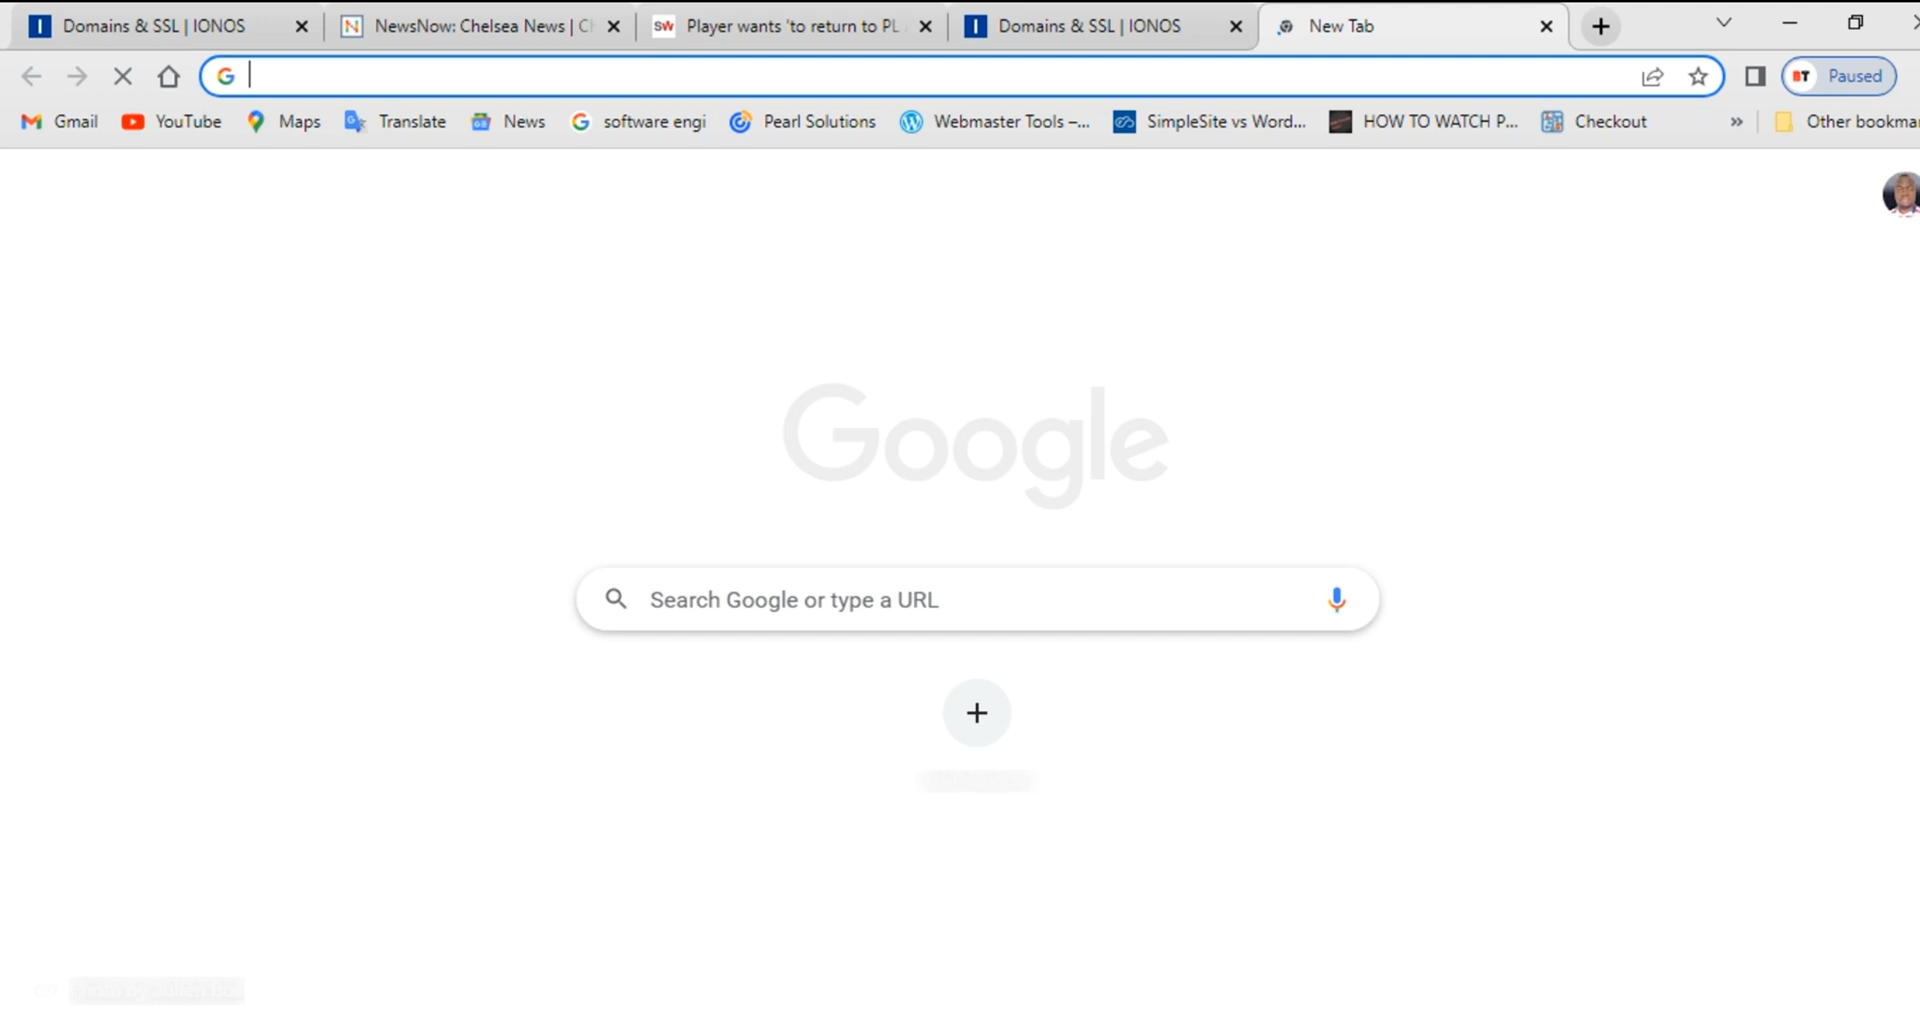 Domains & SSL | IONOS NewsNow: Chelsea News | Player wants 'to return to PL Domains & SSL | IONOS New Tab
BT Paused
Gmail YouTube Maps Translate News software engi Pearl Solutions Webmaster Tools –... SimpleSite vs Word... HOW TO WATCH P... Checkout » Other bookmar
Google
Search Google or type a URL